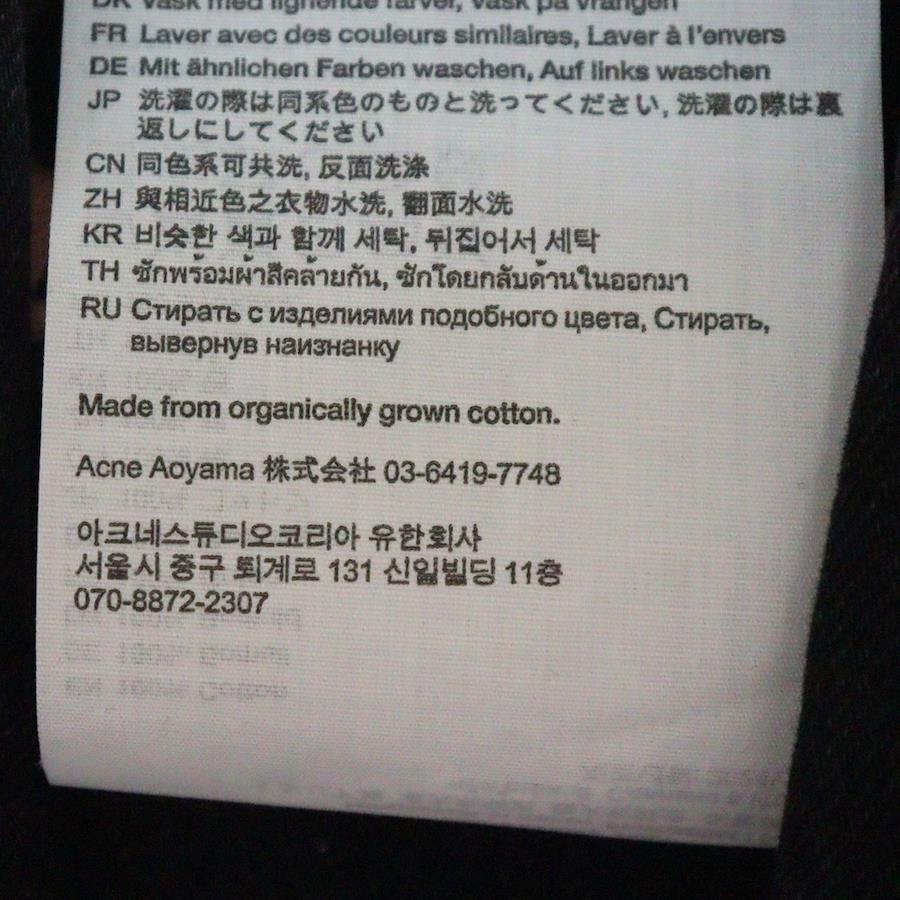 DK Vask med lignende farver, Vask på vrangen
FR Laver avec des couleurs similaires, Laver à l'envers
DE Mit ähnlichen Farben waschen, Auf links waschen
JP 洗濯の際は同系色のものと洗ってください, 洗濯の際は裏
返しにしてください
CN 同色系可共洗, 反面洗涤
ZH 與相近色之衣物水洗, 翻面水洗
KR 비슷한 색과 함께 세탁, 뒤집어서 세탁
TH ซักพร้อมผ้าสีคล้ายกัน, ซักโดยกลับด้านในออกมา
RU Стирать с изделиями подобного цвета, Стирать,
вывернув наизнанку
Made from organically grown cotton.
Acne Aoyama 株式会社 03-6419-7748
아크네스튜디오코리아 유한회사
서울시 중구 퇴계로 131 신일빌딩 11층
070-8872-2307